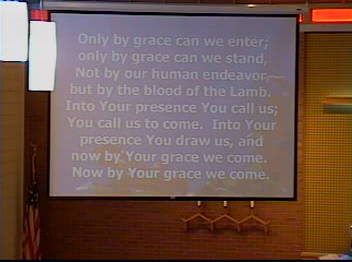 Only by grace can we enter;
only by grace can we stand,
Not by our human endeavor,
but by the blood of the Lamb.
Into Your presence You call us;
You call us to come. Into Your
presence You draw us, and
now by Your grace we come.
Now by Your grace we come.